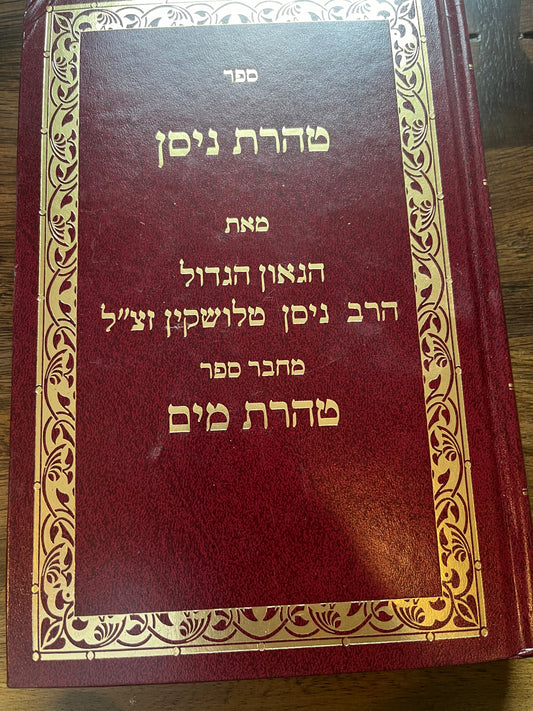 ספר
טהרת ניסן
מאת
הגאון הגדול
הרב ניסן טלושקין זצ״ל
מחבר ספר
טהרת מים